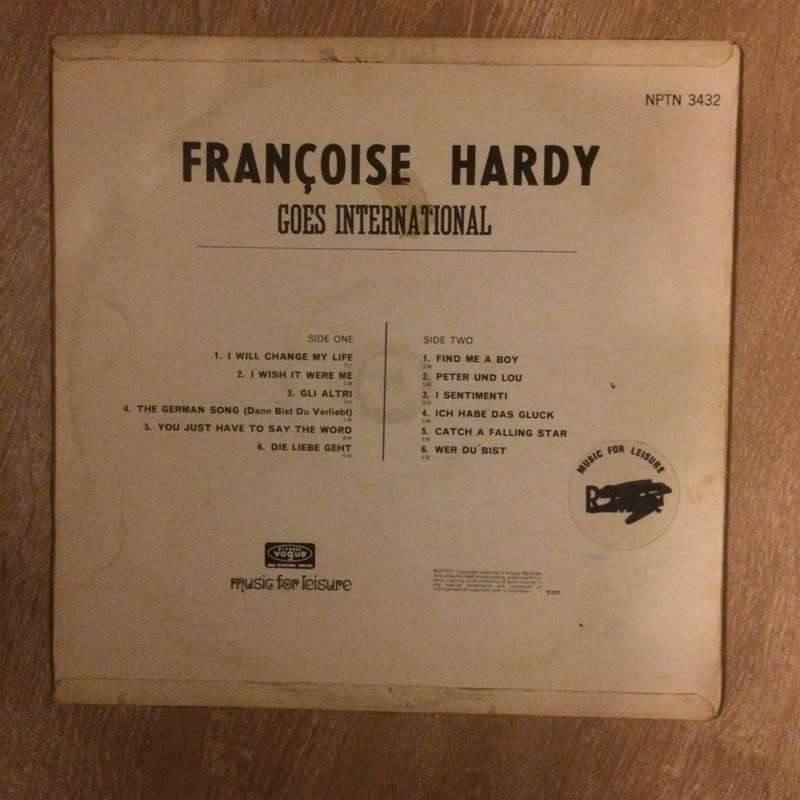 NPTN 3432
FRANÇOISE HARDY
GOES INTERNATIONAL
SIDE ONE
1. I WILL CHANGE MY LIFE
2. I WISH IT WERE ME
3. GLI ALTRI
4. THE GERMAN SONG (Dann Bist Du Verliebt)
5. YOU JUST HAVE TO SAY THE WORD
6. DIE LIEBE GEHT
SIDE TWO
1. FIND ME A BOY
2. PETER UND LOU
3. I SENTIMENTI
4. ICH HABE DAS GLUCK
5. CATCH A FALLING STAR
6. WER DU BIST
MUSIC FOR LEISURE
vogue
music for leisure